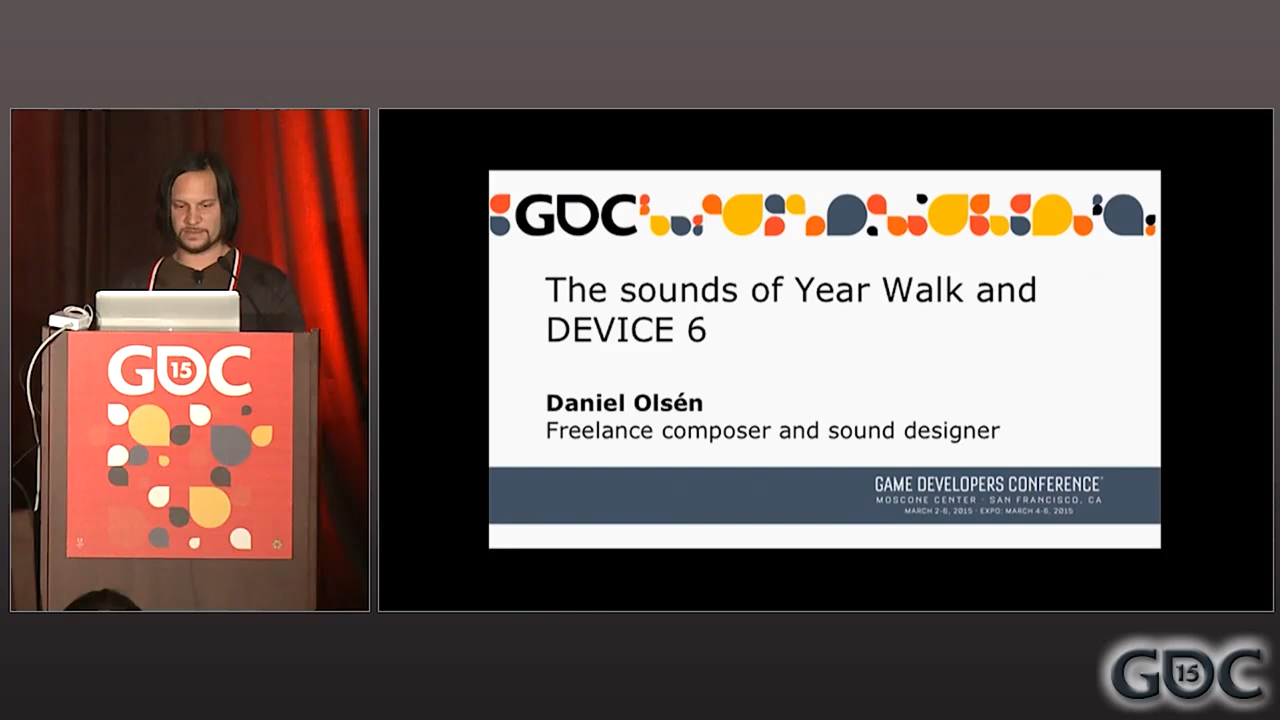 GDC
15
GDC
The sounds of Year Walk and
DEVICE 6
Daniel Olsén
Freelance composer and sound designer
GAME DEVELOPERS CONFERENCE
MOSCONE CENTER · SAN FRANCISCO, CA
MARCH 2-6, 2015 · EXPO: MARCH 4-6, 2015
GDC
15